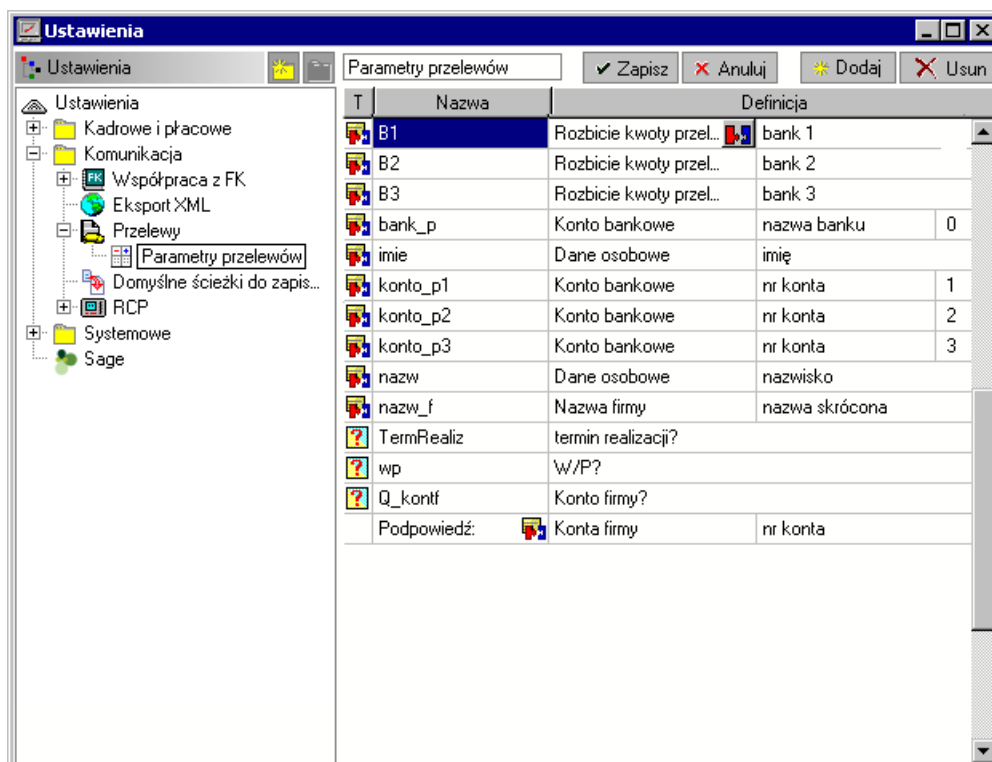 Ustawienia
Ustawienia
Parametry przelewów Zapisz Anuluj Dodaj Usun
Ustawienia
Kadrowe i płacowe
Komunikacja
FK Współpraca z FK
Eksport XML
Przelewy
Parametry przelewów
Domyślne ścieżki do zapis...
RCP
Systemowe
Sage
T Nazwa Definicja
B1 Rozbicie kwoty przel... bank 1
B2 Rozbicie kwoty przel... bank 2
B3 Rozbicie kwoty przel... bank 3
bank_p Konto bankowe nazwa banku 0
imie Dane osobowe imię
konto_p1 Konto bankowe nr konta 1
konto_p2 Konto bankowe nr konta 2
konto_p3 Konto bankowe nr konta 3
nazw Dane osobowe nazwisko
nazw_f Nazwa firmy nazwa skrócona
? TermRealiz termin realizacji?
? wp W/P?
? Q_kontf Konto firmy?
Podpowiedź: Konta firmy nr konta